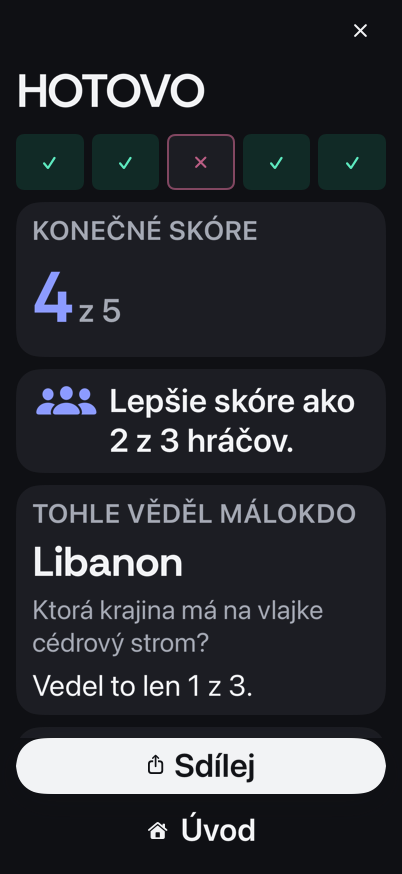 HOTOVO
KONEČNÉ SKÓRE
4 z 5
Lepšie skóre ako
2 z 3 hráčov.
TOHLE VĚDĚL MÁLOKDO
Libanon
Ktorá krajina má na vlajke
cédrový strom?
Vedel to len 1 z 3.
Sdílej
Úvod